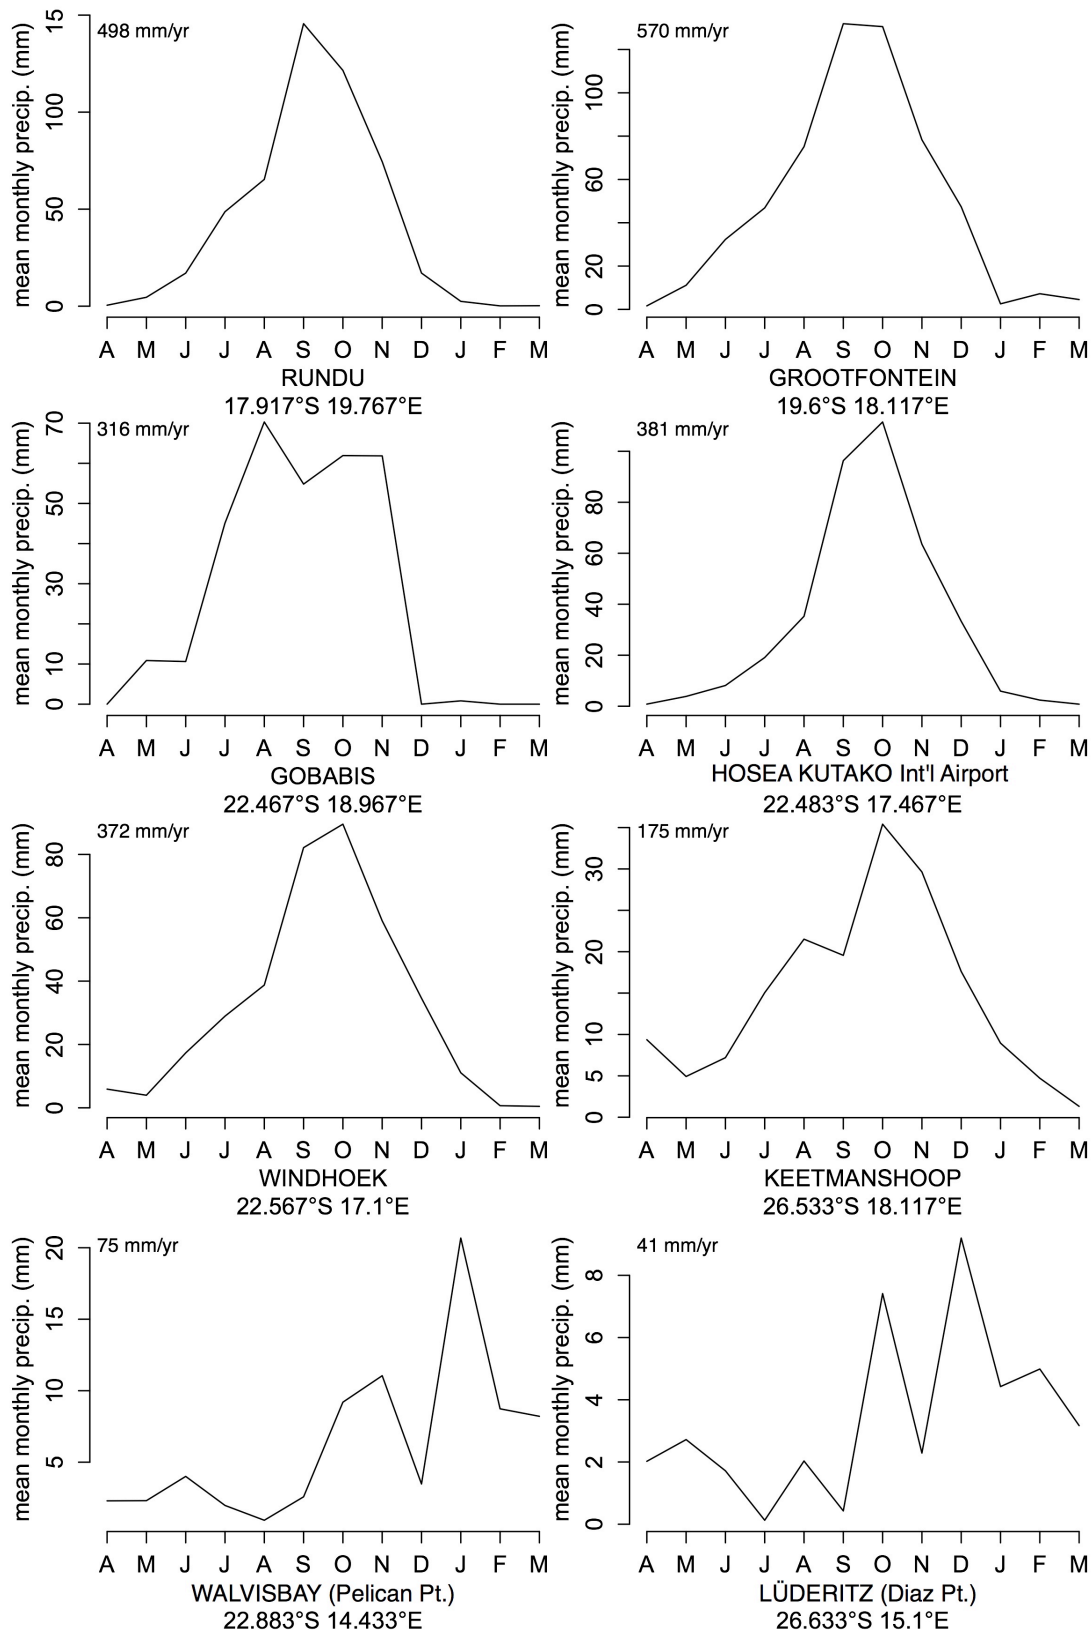 mean monthly precip. (mm)
15
100
50
0
498 mm/yr
A M J J A S O N D J F M
RUNDU
17.917°S 19.767°E
mean monthly precip. (mm)
100
60
20
0
570 mm/yr
A M J J A S O N D J F M
GROOTFONTEIN
19.6°S 18.117°E
mean monthly precip. (mm)
70
50
30
10
0
316 mm/yr
A M J J A S O N D J F M
GOBABIS
22.467°S 18.967°E
mean monthly precip. (mm)
80
60
40
20
0
381 mm/yr
A M J J A S O N D J F M
HOSEA KUTAKO Int'l Airport
22.483°S 17.467°E
mean monthly precip. (mm)
80
60
40
20
0
372 mm/yr
A M J J A S O N D J F M
WINDHOEK
22.567°S 17.1°E
mean monthly precip. (mm)
30
20
10
5
0
175 mm/yr
A M J J A S O N D J F M
KEETMANSHOOP
26.533°S 18.117°E
mean monthly precip. (mm)
20
15
10
5
75 mm/yr
A M J J A S O N D J F M
WALVISBAY (Pelican Pt.)
22.883°S 14.433°E
mean monthly precip. (mm)
8
6
4
2
0
41 mm/yr
A M J J A S O N D J F M
LÜDERITZ (Diaz Pt.)
26.633°S 15.1°E